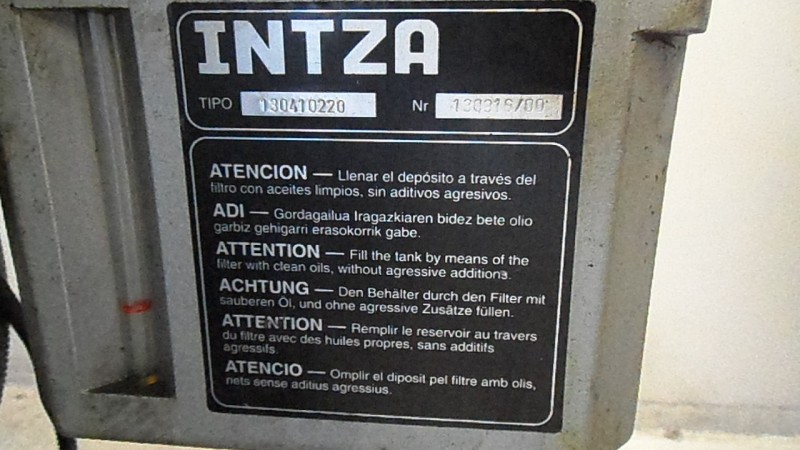 INTZA
TIPO 130410220 Nr
ATENCION — Llenar el depósito a través del
filtro con aceites limpios, sin aditivos agresivos.
ADI — Gordagailua Iragazkiaren bidez bete olio
garbiz gehigarri erasokorrik gabe.
ATTENTION — Fill the tank by means of the
filter with clean oils, without agressive additions.
ACHTUNG — Den Behälter durch den Filter mit
sauberen Öl, und ohne agressive Zusätze füllen.
ATTENTION — Remplir le reservoir au travers
du filtre avec des huiles propres, sans additifs
agressifs.
ATENCIO — Omplir el diposit pel filtre amb olis,
nets sense aditius agressius.